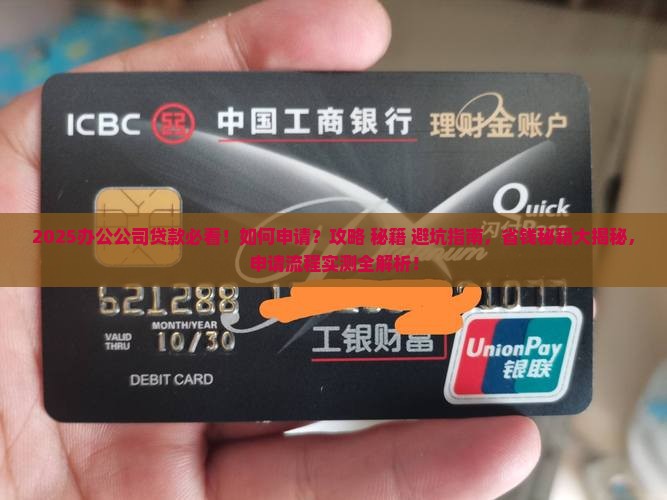 ICBC 中国工商银行 理财金账户
Quick
闪
2025办公公司贷款必看！如何申请？攻略 秘籍 避坑指南，省钱秘籍大揭秘，
申请流程实测全解析！
621288
MONTH/YEAR
VALID THRU 10/30
工银财富
DEBIT CARD
UnionPay
银联